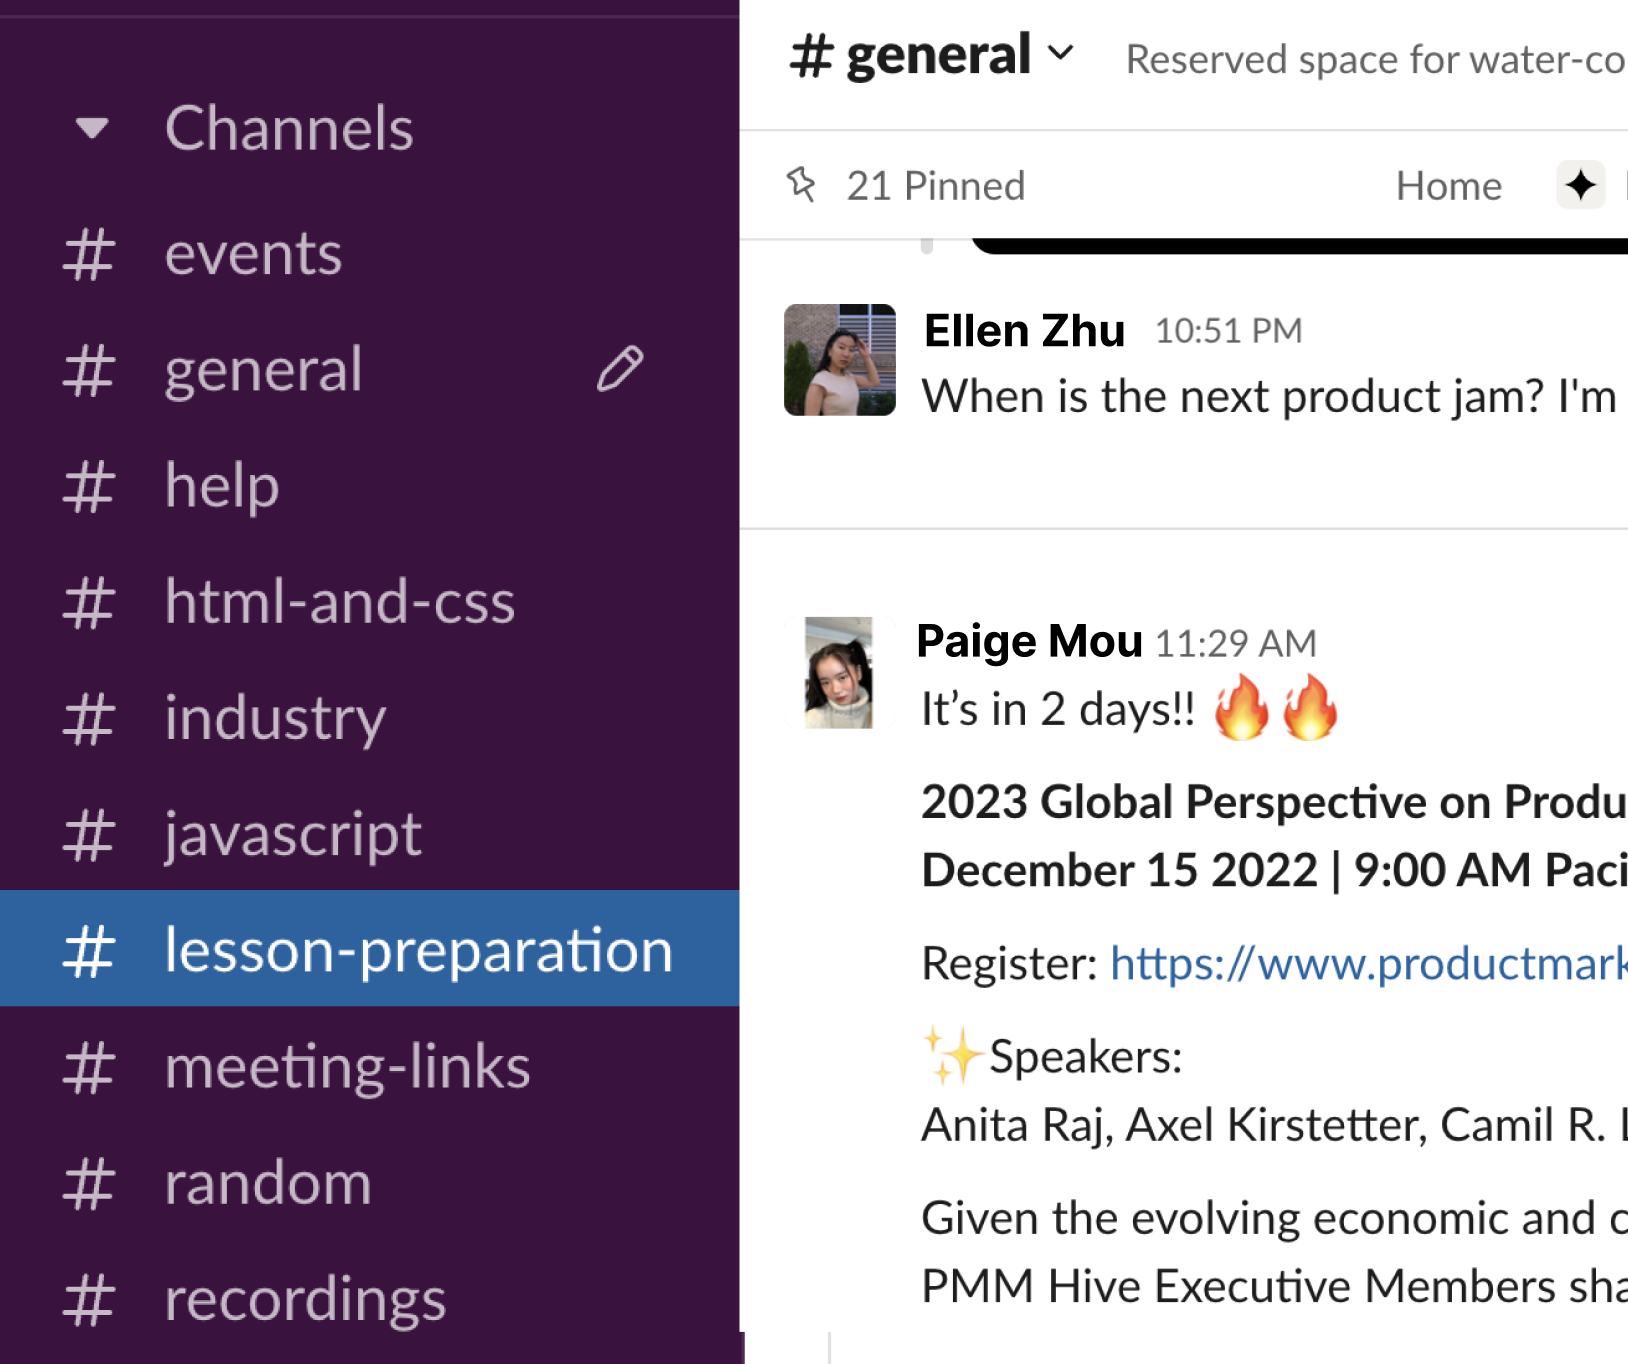 Channels
# events
# general
# help
# html-and-css
# industry
# javascript
# lesson-preparation
# meeting-links
# random
# recordings
# general
Reserved space for water-co
21 Pinned
Home
Ellen Zhu 10:51 PM
When is the next product jam? I'm
Paige Mou 11:29 AM
It’s in 2 days!! 🔥🔥
2023 Global Perspective on Produ
December 15 2022 | 9:00 AM Paci
Register: https://www.productmark
✨Speakers:
Anita Raj, Axel Kirstetter, Camil R. L
Given the evolving economic and c
PMM Hive Executive Members sha